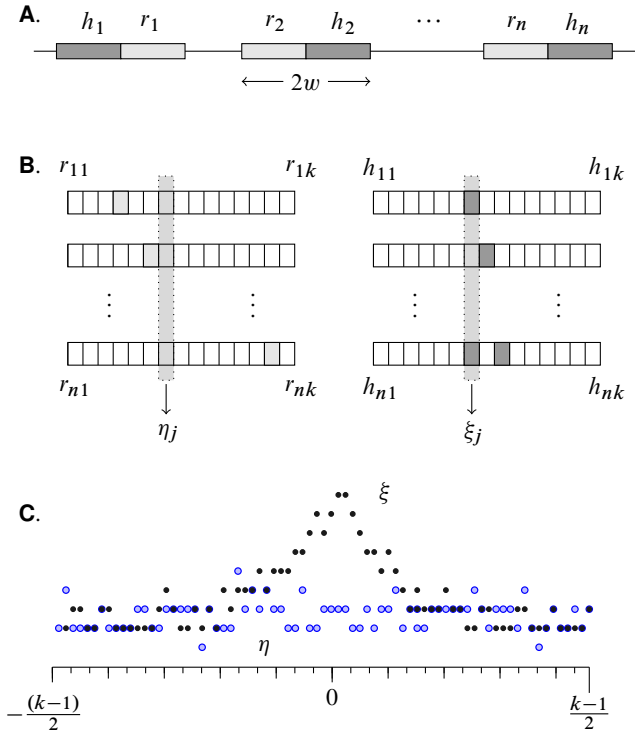 A. h₁ r₁ r₂ h₂ ⋯ rₙ hₙ
2w
B. r₁₁ r₁ₖ h₁₁ h₁ₖ
⋮ ⋮ ⋮ ⋮
rₙ₁ rₙₖ hₙ₁ hₙₖ
ηⱼ ξⱼ
C. ξ
η
−(k−1)/2 0 k−1/2